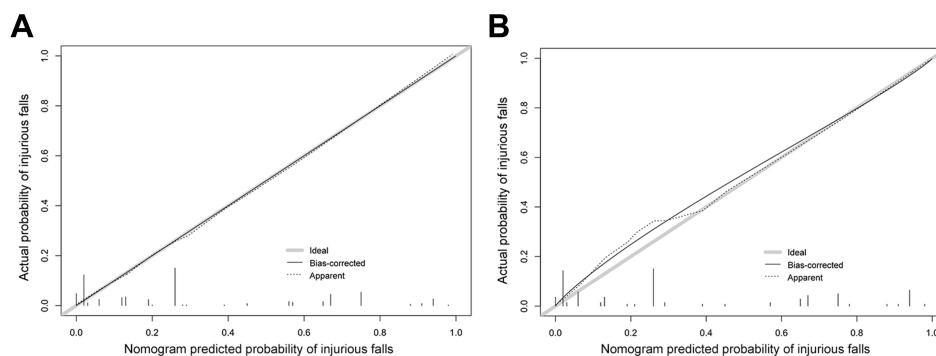 A
Actual probability of injurious falls
1.0
0.8
0.6
0.4
0.2
0.0
Ideal
Bias-corrected
Apparent
0.0 0.2 0.4 0.6 0.8 1.0
Nomogram predicted probability of injurious falls
B
Actual probability of injurious falls
1.0
0.8
0.6
0.4
0.2
0.0
Ideal
Bias-corrected
Apparent
0.0 0.2 0.4 0.6 0.8 1.0
Nomogram predicted probability of injurious falls